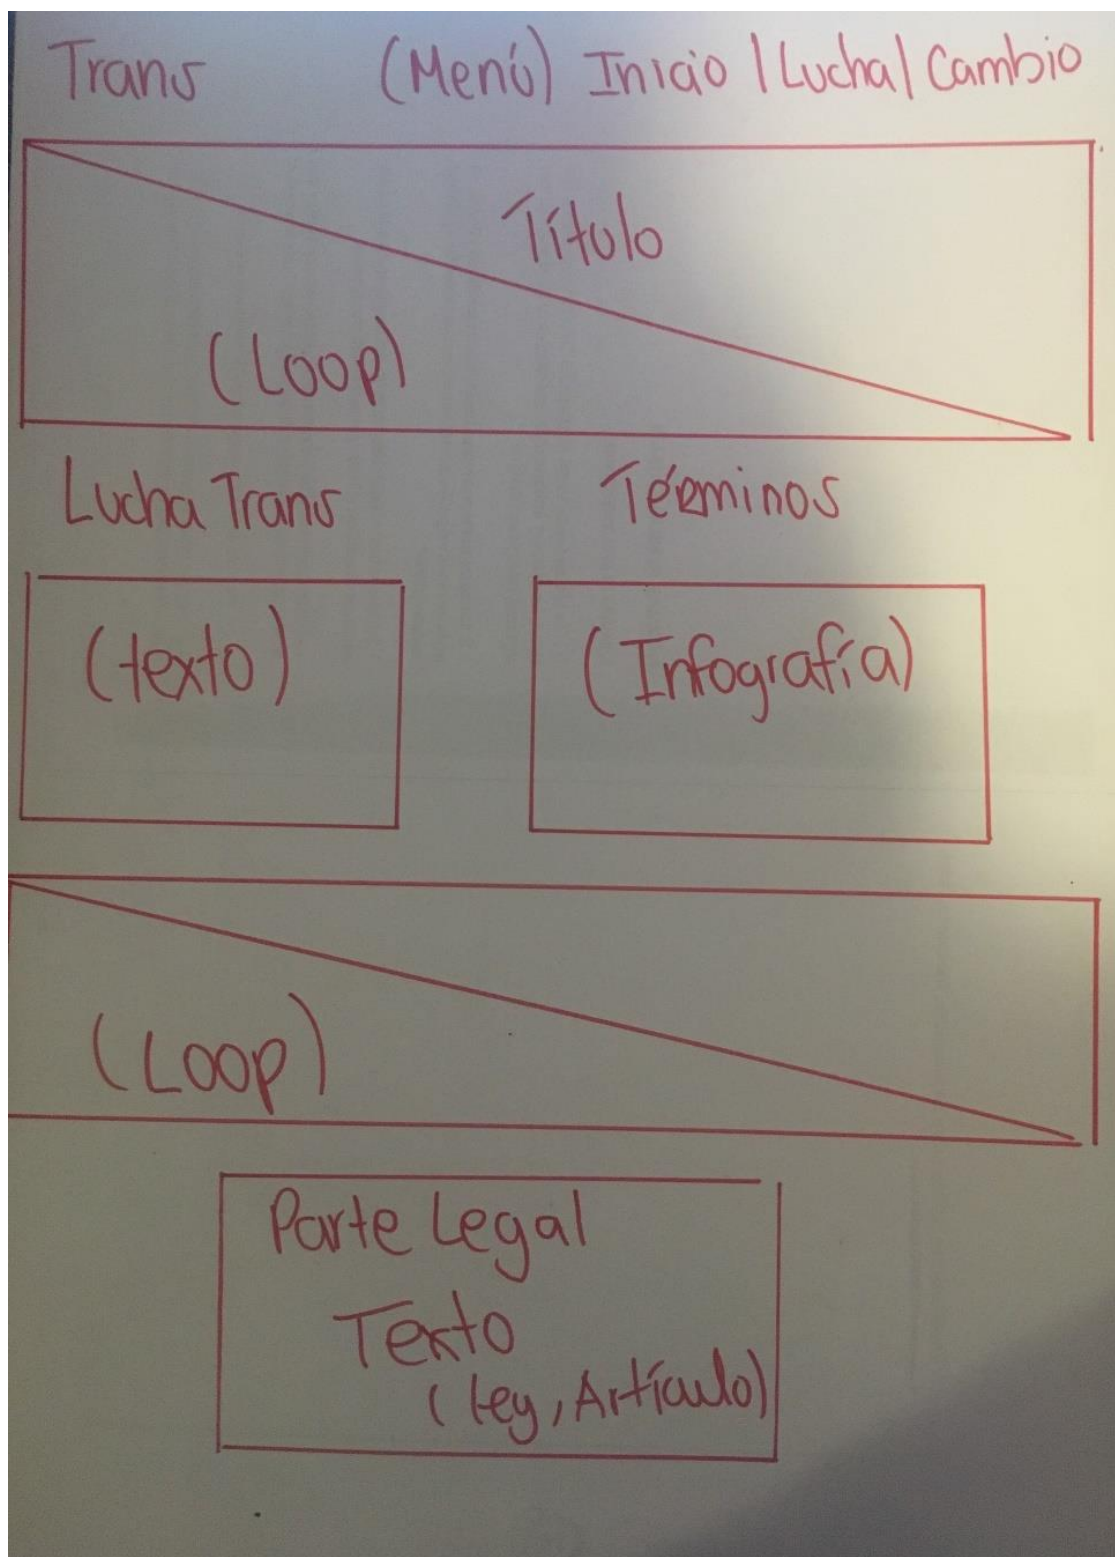 Trans (Menú) Inicio | Lucha | Cambio
Título
(Loop)
Lucha Trans Términos
(texto) (Infografía)
(Loop)
Parte Legal
Texto
(Ley, Artículo)